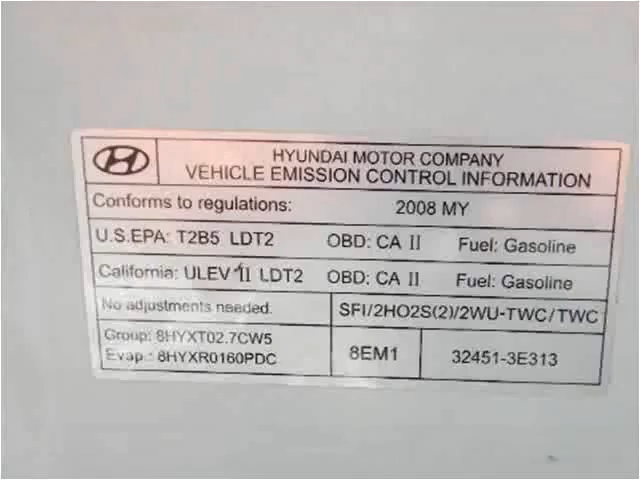 HYUNDAI MOTOR COMPANY
VEHICLE EMISSION CONTROL INFORMATION
Conforms to regulations: 2008 MY
U.S.EPA: T2B5 LDT2 OBD: CA II Fuel: Gasoline
California: ULEV II LDT2 OBD: CA II Fuel: Gasoline
No adjustments needed. SFI/2HO2S(2)/2WU-TWC/TWC
Group: 8HYXT02.7CW5
Evap.: 8HYXR0160PDC
8EM1 32451-3E313